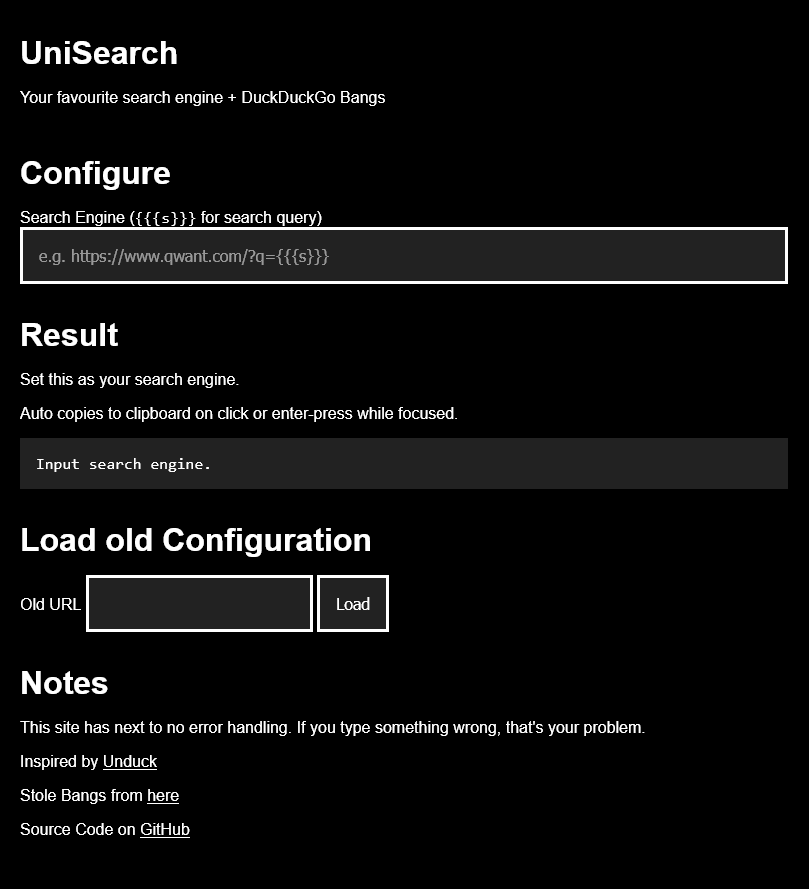 UniSearch
Your favourite search engine + DuckDuckGo Bangs
Configure
Search Engine ({{{s}}} for search query)
e.g. https://www.qwant.com/?q={{{s}}}
Result
Set this as your search engine.
Auto copies to clipboard on click or enter-press while focused.
Input search engine.
Load old Configuration
Old URL Load
Notes
This site has next to no error handling. If you type something wrong, that's your problem.
Inspired by Unduck
Stole Bangs from here
Source Code on GitHub